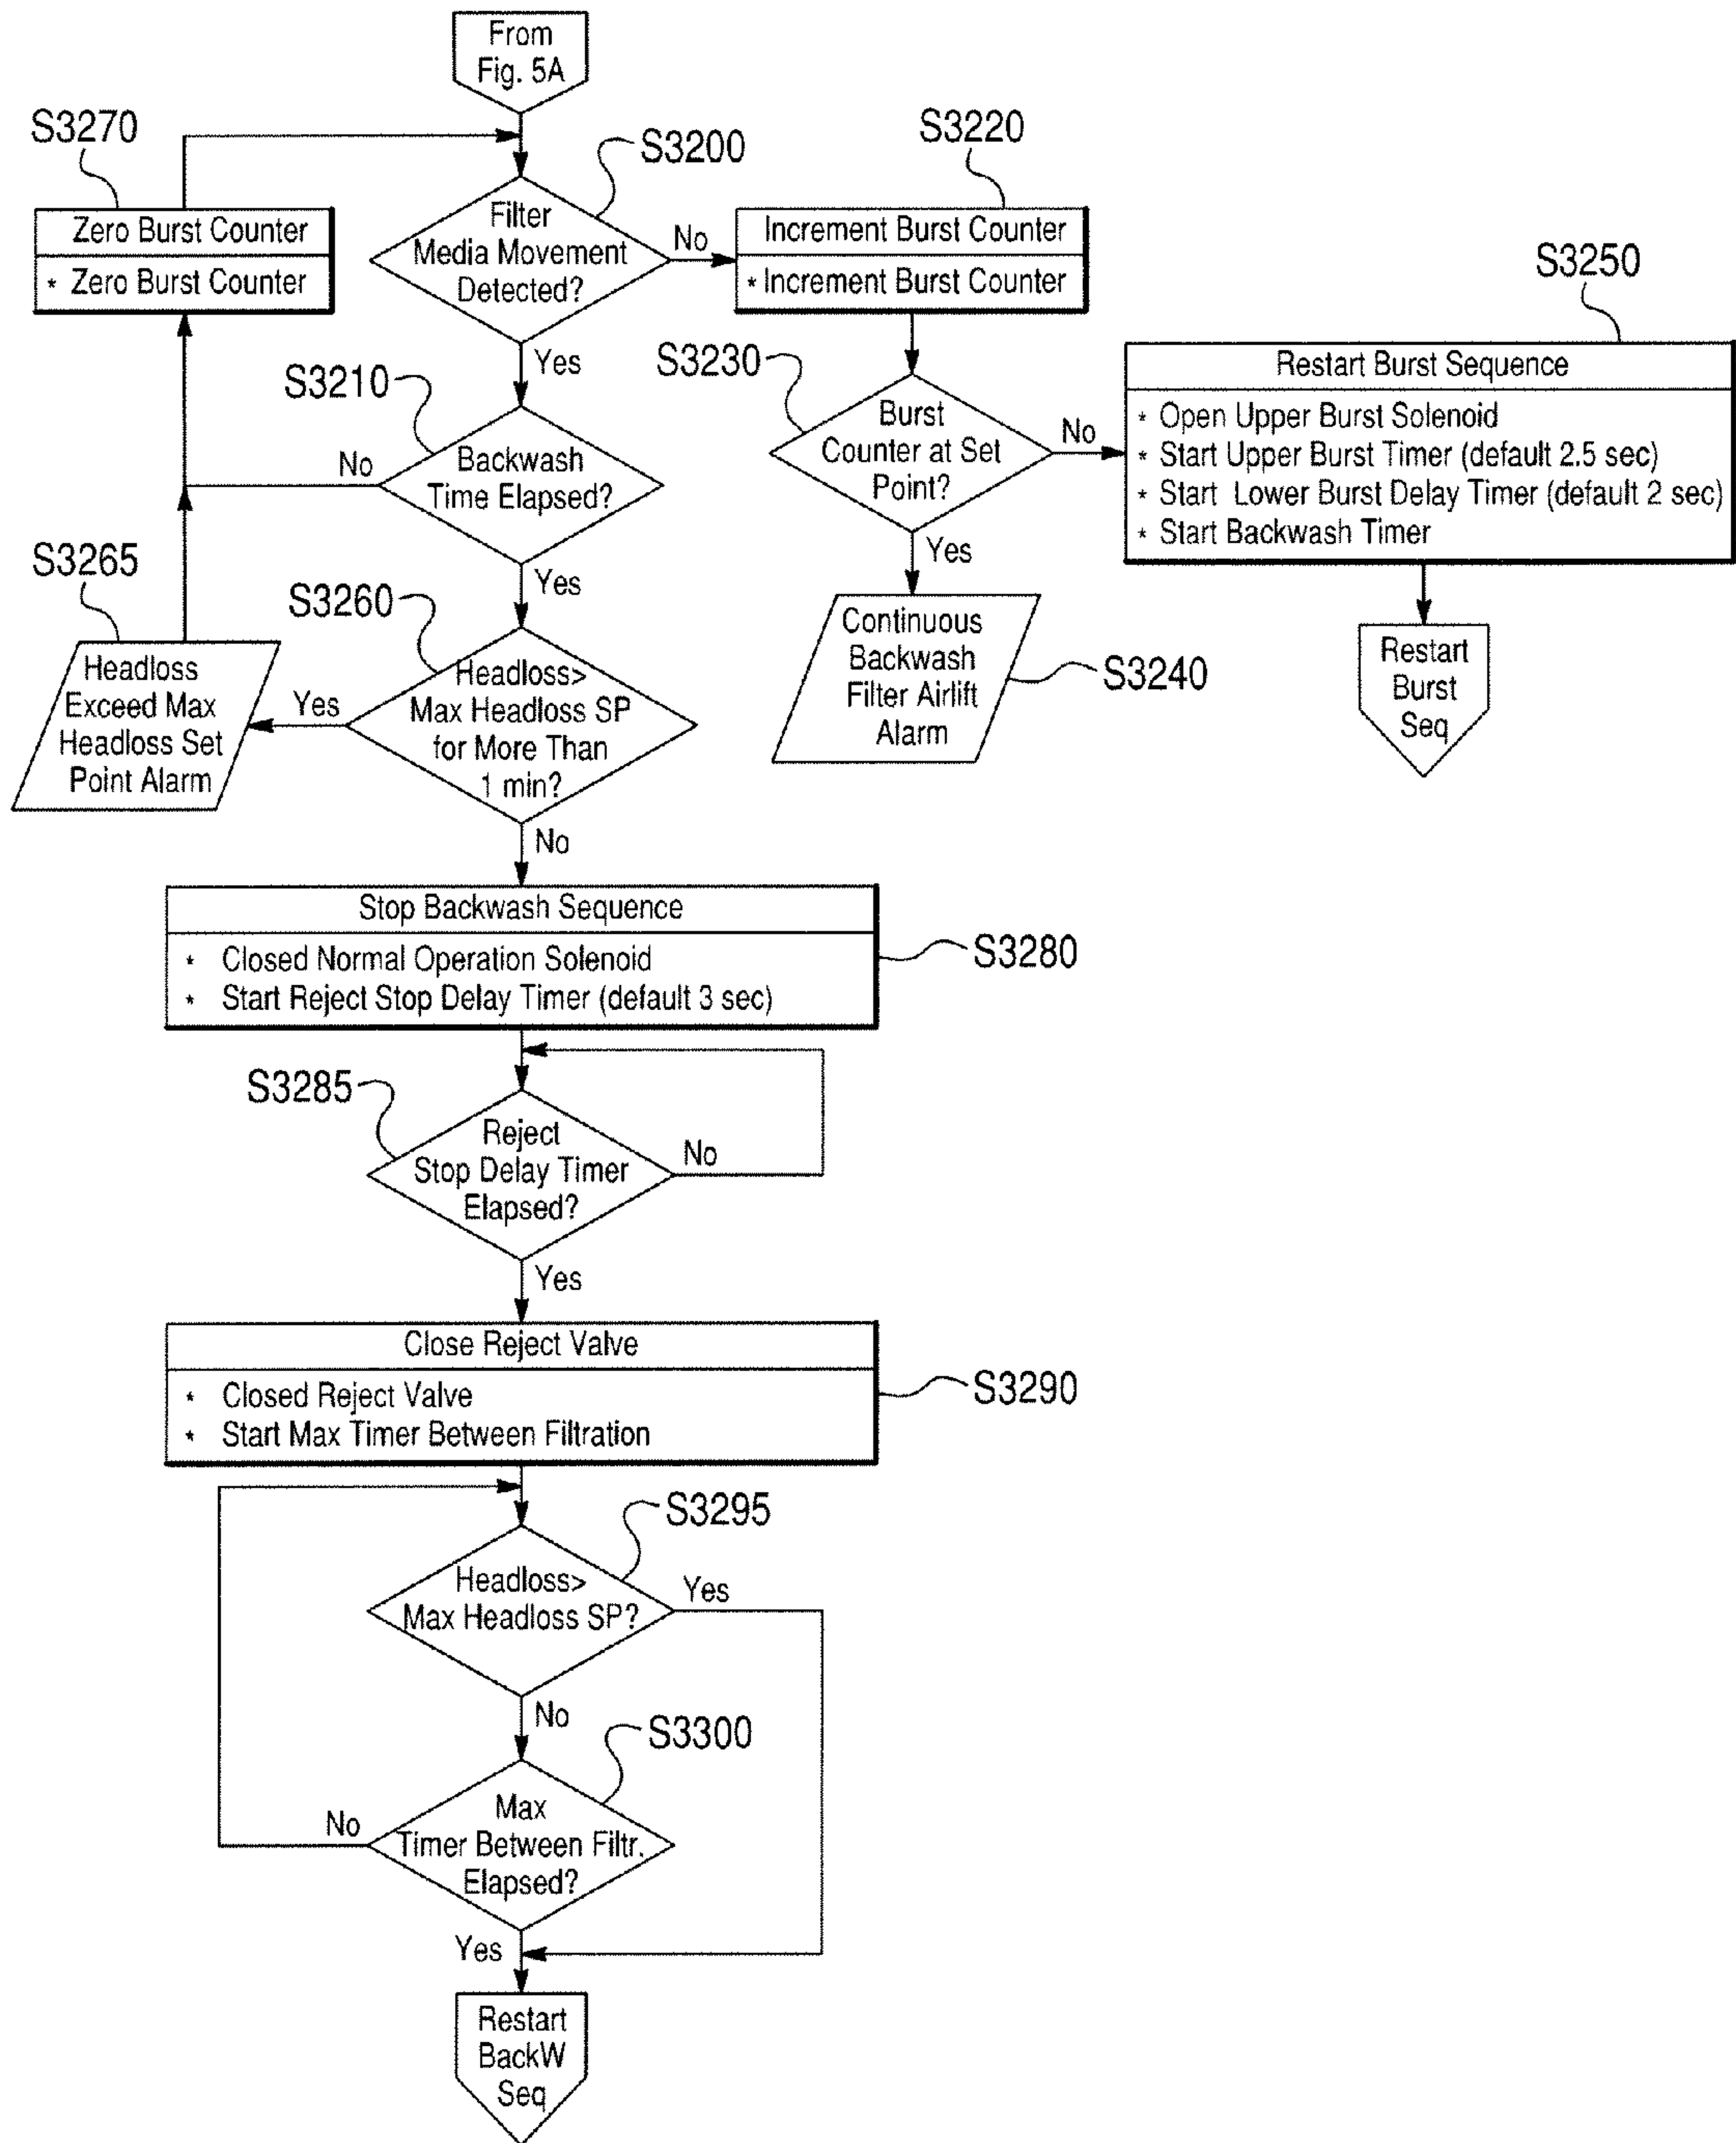 From
Fig. 5A
S3270
S3200
S3220
Zero Burst Counter
* Zero Burst Counter
Filter
Media Movement
Detected?
No
Increment Burst Counter
* Increment Burst Counter
S3250
Yes
S3210
S3230
Restart Burst Sequence
* Open Upper Burst Solenoid
* Start Upper Burst Timer (default 2.5 sec)
* Start Lower Burst Delay Timer (default 2 sec)
* Start Backwash Timer
No
Backwash
Time Elapsed?
Burst
Counter at Set
Point?
No
S3265
Yes
Yes
S3260
Headloss
Exceed Max
Headloss Set
Point Alarm
Yes
Headloss>
Max Headloss SP
for More Than
1 min?
Continuous
Backwash
Filter Airlift
Alarm
S3240
Restart
Burst
Seq
No
Stop Backwash Sequence
* Closed Normal Operation Solenoid
* Start Reject Stop Delay Timer (default 3 sec)
S3280
S3285
Reject
Stop Delay Timer
Elapsed?
No
Yes
Close Reject Valve
* Closed Reject Valve
* Start Max Timer Between Filtration
S3290
S3295
Headloss>
Max Headloss SP?
Yes
No
S3300
No
Max
Timer Between Filtr.
Elapsed?
Yes
Restart
BackW
Seq